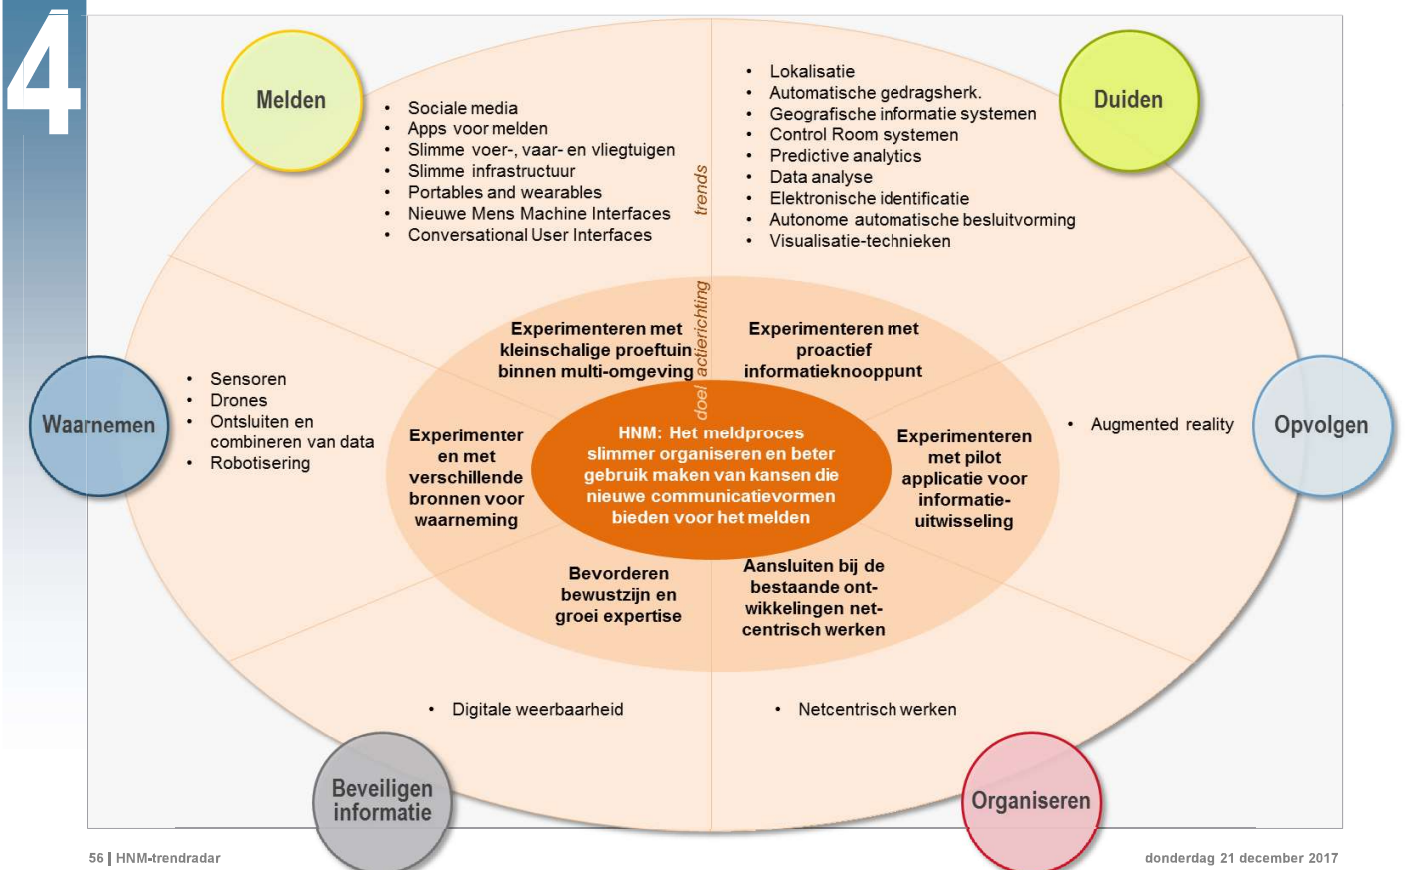 4
Melden
• Sociale media
• Apps voor melden
• Slimme voer-, vaar- en vliegtuigen
• Slimme infrastructuur
• Portables and wearables
• Nieuwe Mens Machine Interfaces
• Conversational User Interfaces
trends
• Lokalisatie
• Automatische gedragsherk.
• Geografische informatie systemen
• Control Room systemen
• Predictive analytics
• Data analyse
• Elektronische identificatie
• Autonome automatische besluitvorming
• Visualisatie-technieken
Duiden
actierichting
Experimenteren met
kleinschalige proeftuin
binnen multi-omgeving
Experimenteren met
proactief
informatieknooppunt
Waarnemen
• Sensoren
• Drones
• Ontsluiten en
combineren van data
• Robotisering
Experimenter
en met
verschillende
bronnen voor
waarneming
doel
HNM: Het meldproces
slimmer organiseren en beter
gebruik maken van kansen die
nieuwe communicatievormen
bieden voor het melden
Experimenteren
met pilot
applicatie voor
informatie-
uitwisseling
• Augmented reality
Opvolgen
Bevorderen
bewustzijn en
groei expertise
Aansluiten bij de
bestaande ont-
wikkelingen net-
centrisch werken
• Digitale weerbaarheid
• Netcentrisch werken
Beveiligen
informatie
Organiseren
56 | HNM-trendradar
donderdag 21 december 2017